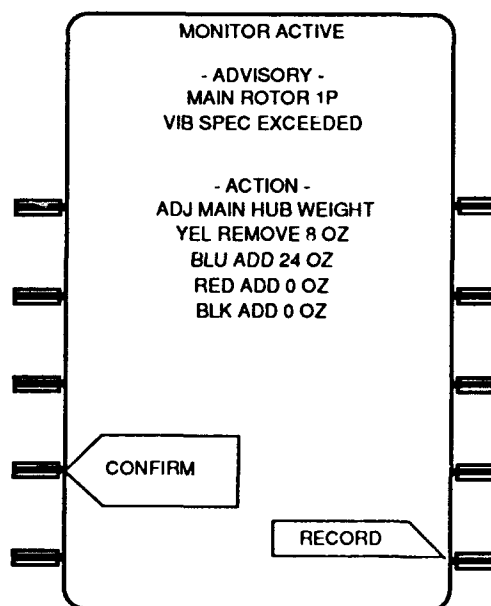 MONITOR ACTIVE
- ADVISORY -
MAIN ROTOR 1P
VIB SPEC EXCEEDED
- ACTION -
ADJ MAIN HUB WEIGHT
YEL REMOVE 8 OZ
BLU ADD 24 OZ
RED ADD 0 OZ
BLK ADD 0 OZ
CONFIRM
RECORD